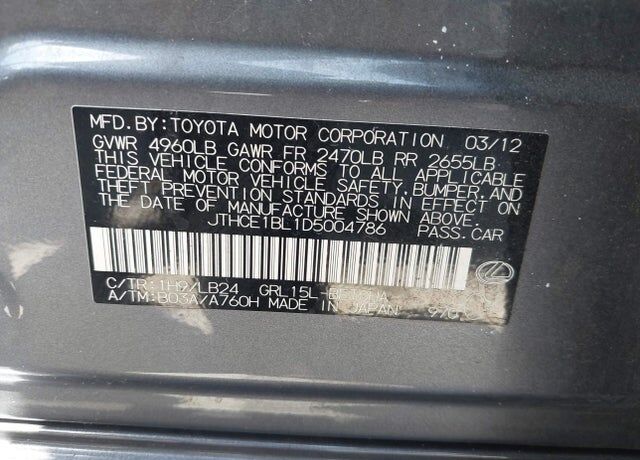 MFD. BY: TOYOTA MOTOR CORPORATION 03/12
GVWR 4960LB GAWR FR 2470LB RR 2655LB
THIS VEHICLE CONFORMS TO ALL APPLICABLE
FEDERAL MOTOR VEHICLE SAFETY, BUMPER, AND
THEFT PREVENTION STANDARDS IN EFFECT ON
THE DATE OF MANUFACTURE SHOWN ABOVE.
JTHCE1BL1D5004786 PASS. CAR
C/TR: 1H9/LB24 GRL15L-
A/TM: B03A/A760H MADE IN JAPAN